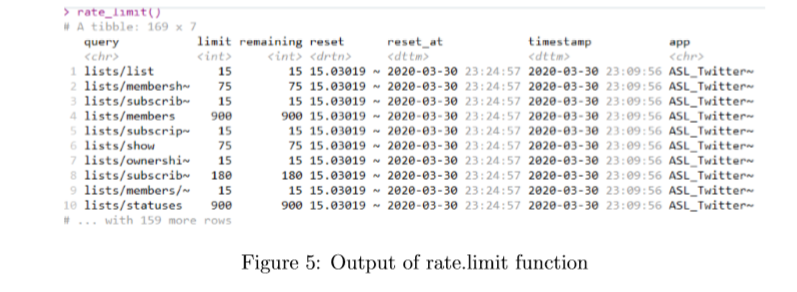 > rate_limit()
# A tibble: 169 x 7
query limit remaining reset reset_at timestamp app
<chr> <int> <int> <drtn> <dttm> <dttm> <chr>
1 lists/list 15 15 15.03019 ~ 2020-03-30 23:24:57 2020-03-30 23:09:56 ASL_Twitter~
2 lists/membersh~ 75 75 15.03019 ~ 2020-03-30 23:24:57 2020-03-30 23:09:56 ASL_Twitter~
3 lists/subscrib~ 15 15 15.03019 ~ 2020-03-30 23:24:57 2020-03-30 23:09:56 ASL_Twitter~
4 lists/members 900 900 15.03019 ~ 2020-03-30 23:24:57 2020-03-30 23:09:56 ASL_Twitter~
5 lists/subscrip~ 15 15 15.03019 ~ 2020-03-30 23:24:57 2020-03-30 23:09:56 ASL_Twitter~
6 lists/show 75 75 15.03019 ~ 2020-03-30 23:24:57 2020-03-30 23:09:56 ASL_Twitter~
7 lists/ownershi~ 15 15 15.03019 ~ 2020-03-30 23:24:57 2020-03-30 23:09:56 ASL_Twitter~
8 lists/subscrib~ 180 180 15.03019 ~ 2020-03-30 23:24:57 2020-03-30 23:09:56 ASL_Twitter~
9 lists/members/~ 15 15 15.03019 ~ 2020-03-30 23:24:57 2020-03-30 23:09:56 ASL_Twitter~
10 lists/statuses 900 900 15.03019 ~ 2020-03-30 23:24:57 2020-03-30 23:09:56 ASL_Twitter~
# ... with 159 more rows
Figure 5: Output of rate.limit function